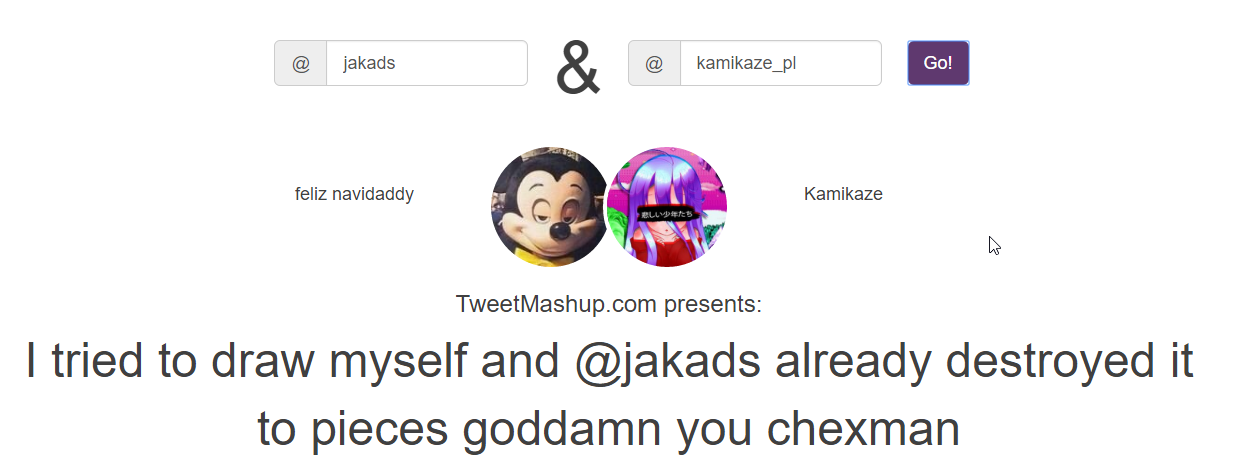 @ jakads & @ kamikaze_pl Go!
feliz navidaddy Kamikaze
悲しい少年たち
TweetMashup.com presents:
I tried to draw myself and @jakads already destroyed it
to pieces goddamn you chexman